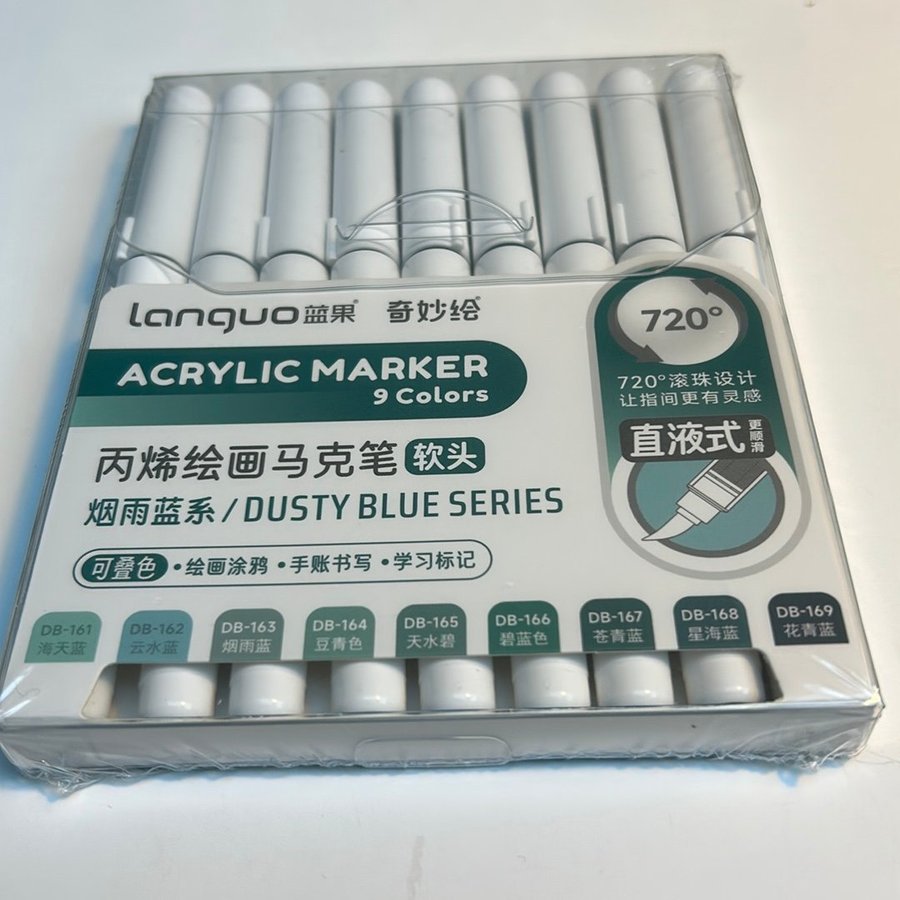 Languo蓝果® 奇妙绘®
ACRYLIC MARKER
9 Colors
丙烯绘画马克笔 软头
烟雨蓝系/DUSTY BLUE SERIES
可叠色 •绘画涂鸦 •手账书写 •学习标记
720°
720°滚珠设计
让指间更有灵感
直液式 更顺滑
DB-161 海天蓝
DB-162 云水蓝
DB-163 烟雨蓝
DB-164 豆青色
DB-165 天水碧
DB-166 碧蓝色
DB-167 苍青蓝
DB-168 星海蓝
DB-169 花青蓝